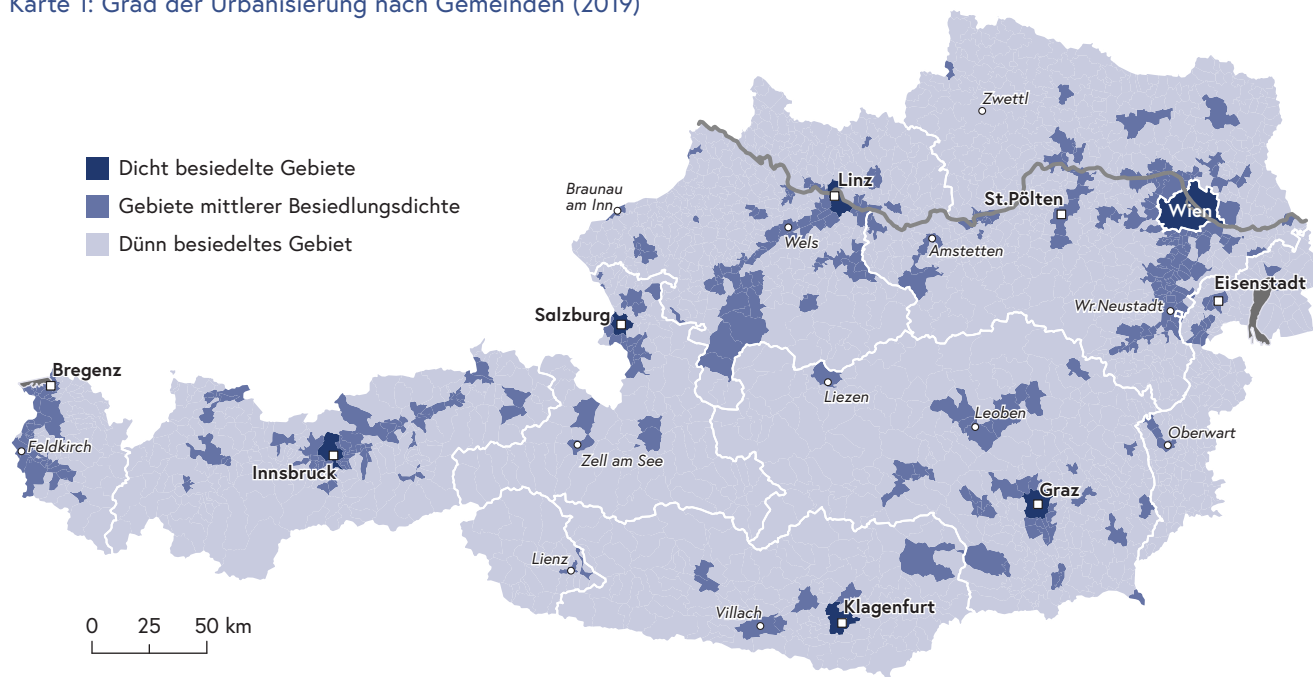 Karte 1: Grad der Urbanisierung nach Gemeinden (2019)
Dicht besiedelte Gebiete
Gebiete mittlerer Besiedlungsdichte
Dünn besiedeltes Gebiet
Zwettl
Linz
Braunau
am Inn
St.Pölten
Wien
Wels
Amstetten
Eisenstadt
Wr.Neustadt
Salzburg
Bregenz
Liezen
Leoben
Feldkirch
Oberwart
Zell am See
Innsbruck
Graz
Lienz
Villach
Klagenfurt
0 25 50 km